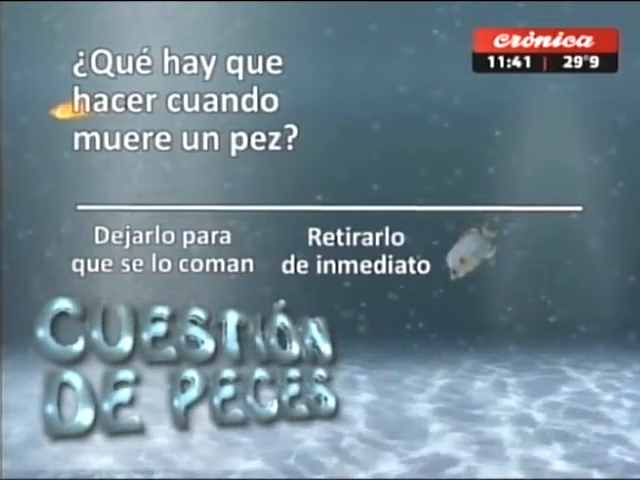 ¿Qué hay que
hacer cuando
muere un pez?
crònica
11:41 | 29°9
Dejarlo para
que se lo coman
Retirarlo
de inmediato
CUESTIÓN
DE PECES